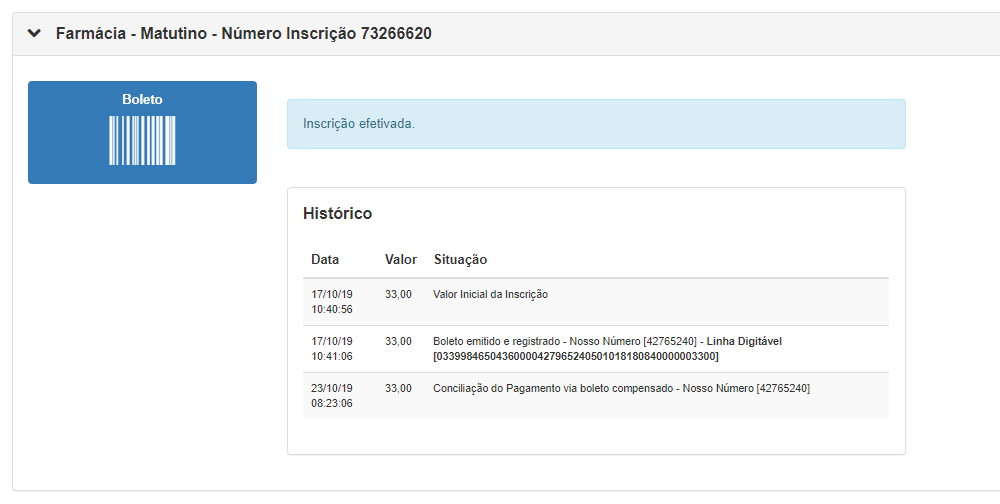 Farmácia - Matutino - Número Inscrição 73266620
Boleto
Inscrição efetivada.
Histórico
Data Valor Situação
17/10/19 33,00 Valor Inicial da Inscrição
10:40:56
17/10/19 33,00 Boleto emitido e registrado - Nosso Número [42765240] - Linha Digitável
10:41:06 [03399846504360000427965240501018180840000003300]
23/10/19 33,00 Conciliação do Pagamento via boleto compensado - Nosso Número [42765240]
08:23:06